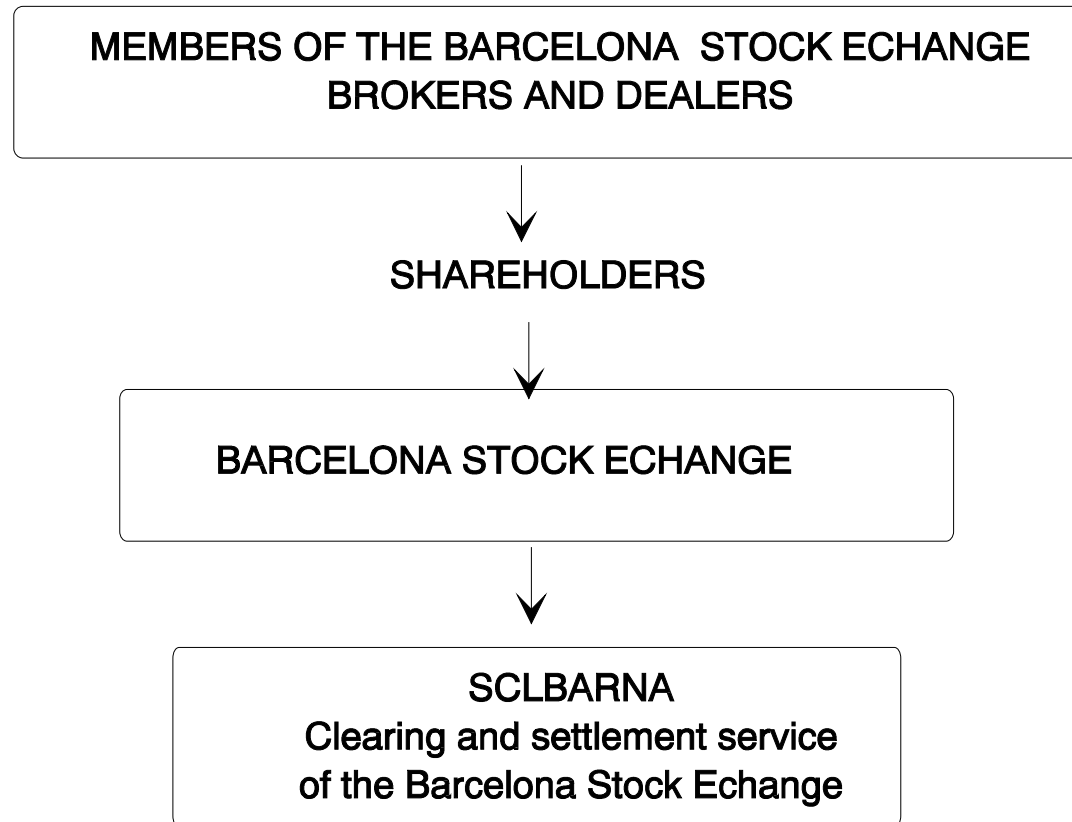 MEMBERS OF THE BARCELONA STOCK ECHANGE
BROKERS AND DEALERS
SHAREHOLDERS
BARCELONA STOCK ECHANGE
SCLBARNA
Clearing and settlement service
of the Barcelona Stock Echange